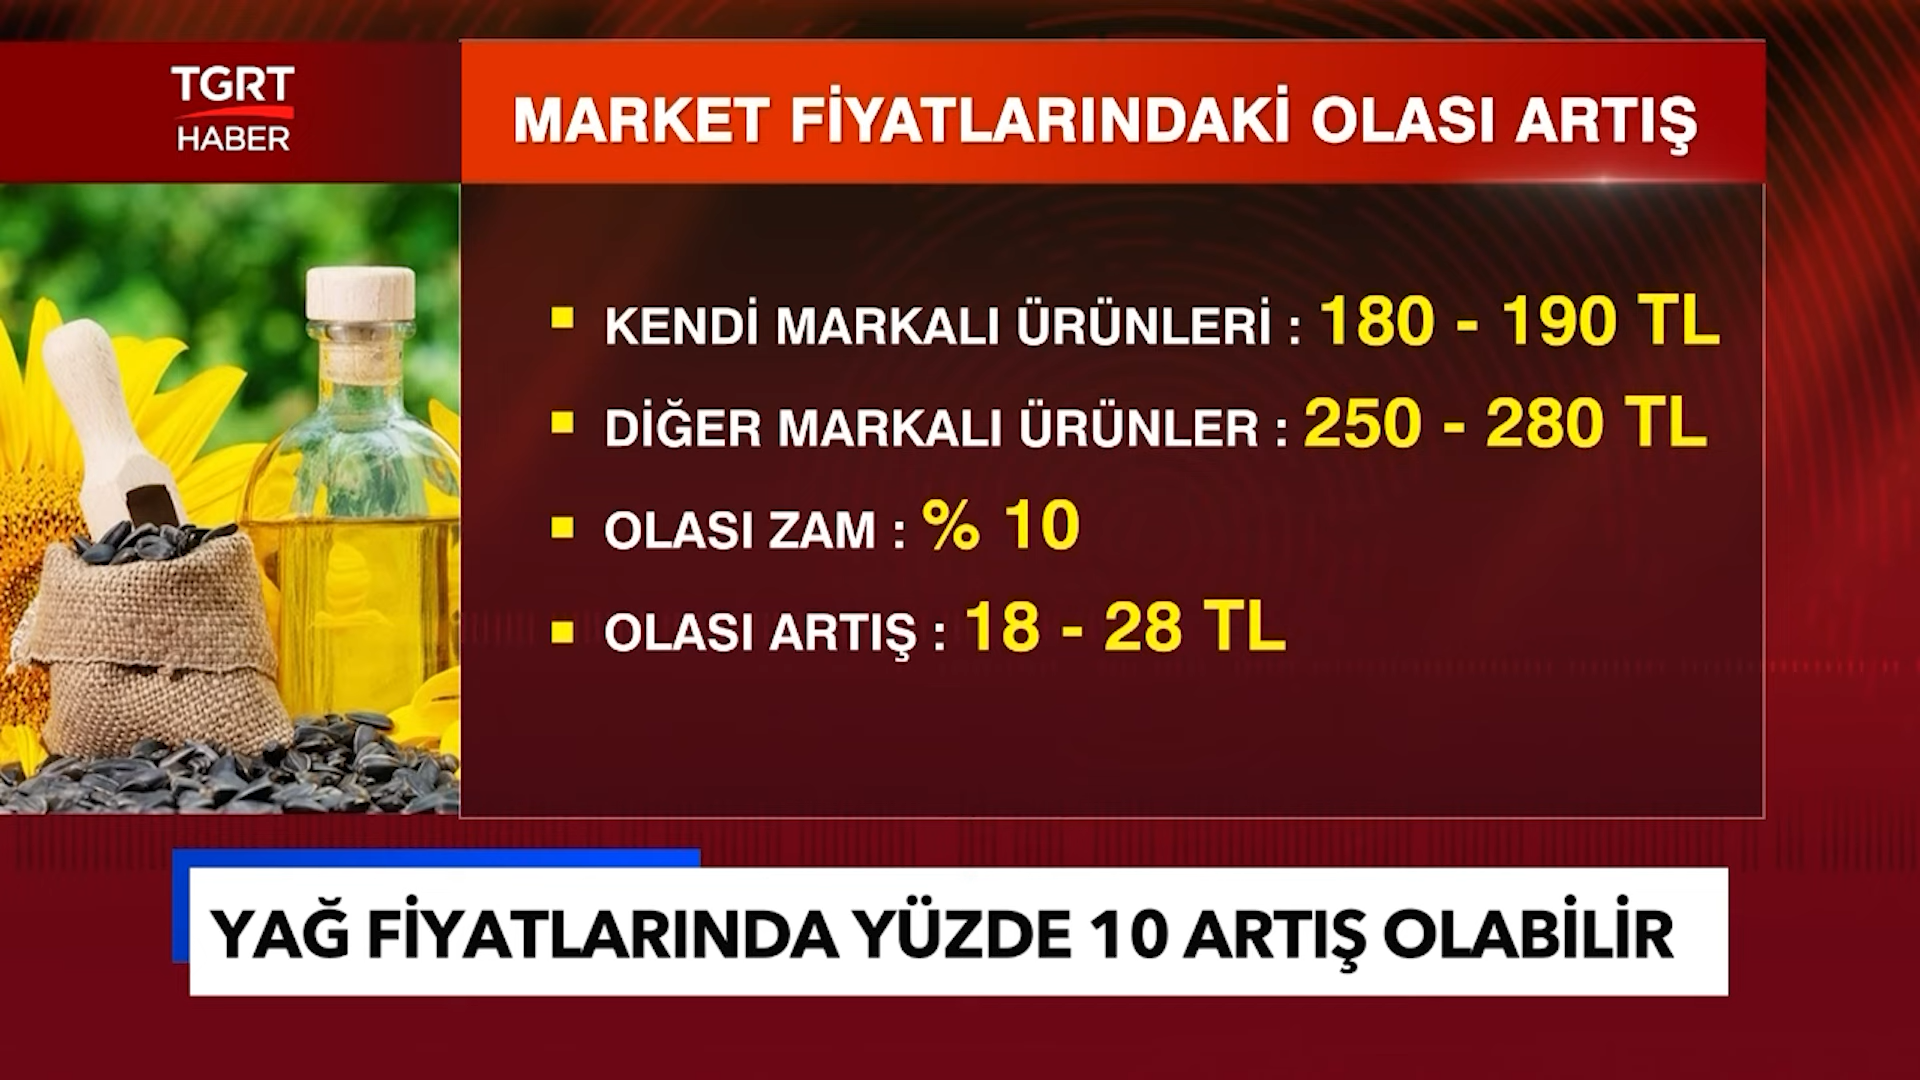 TGRT
HABER
MARKET FİYATLARINDAKİ OLASI ARTIŞ
KENDİ MARKALI ÜRÜNLERİ : 180 - 190 TL
DİĞER MARKALI ÜRÜNLER : 250 - 280 TL
OLASI ZAM : % 10
OLASI ARTIŞ : 18 - 28 TL
YAĞ FİYATLARINDA YÜZDE 10 ARTIŞ OLABİLİR